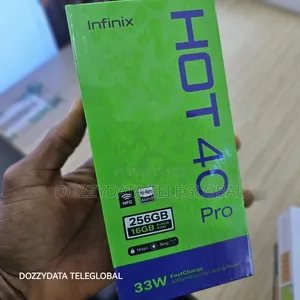 Infinix
HOT 40
Pro
NFC
256GB
16GB
DOZZYDATA TELEGLOBAL
33W FastCharge
DOZZYDATA TELEGLOBAL